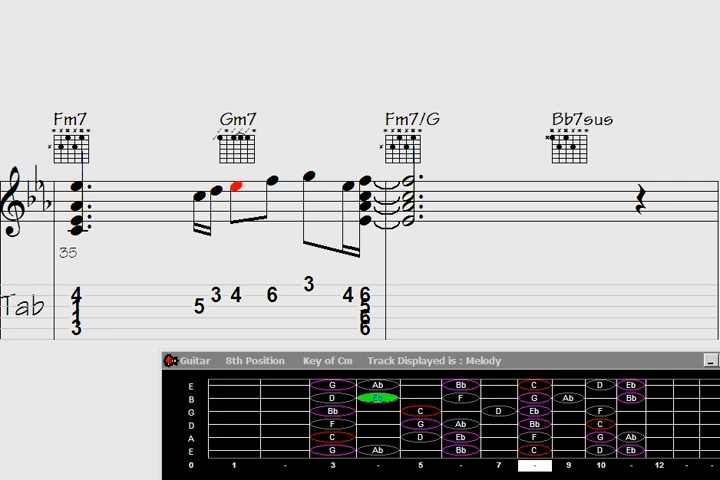 Fm7 Gm7 Fm7/G Bb7sus
35
3
4 3 4 6 4 6
1 5 5
1 6
3 6
Tab
Guitar 8th Position Key of Cm Track Displayed is : Melody
E G Ab Bb C D Eb
B D Eb F G Ab Bb
G Bb C D Eb F
D F G Ab Bb C
A C D Eb F G Ab
E G Ab Bb C D Eb
0 1 - 3 - 5 - 7 - 9 10 - 12 - -